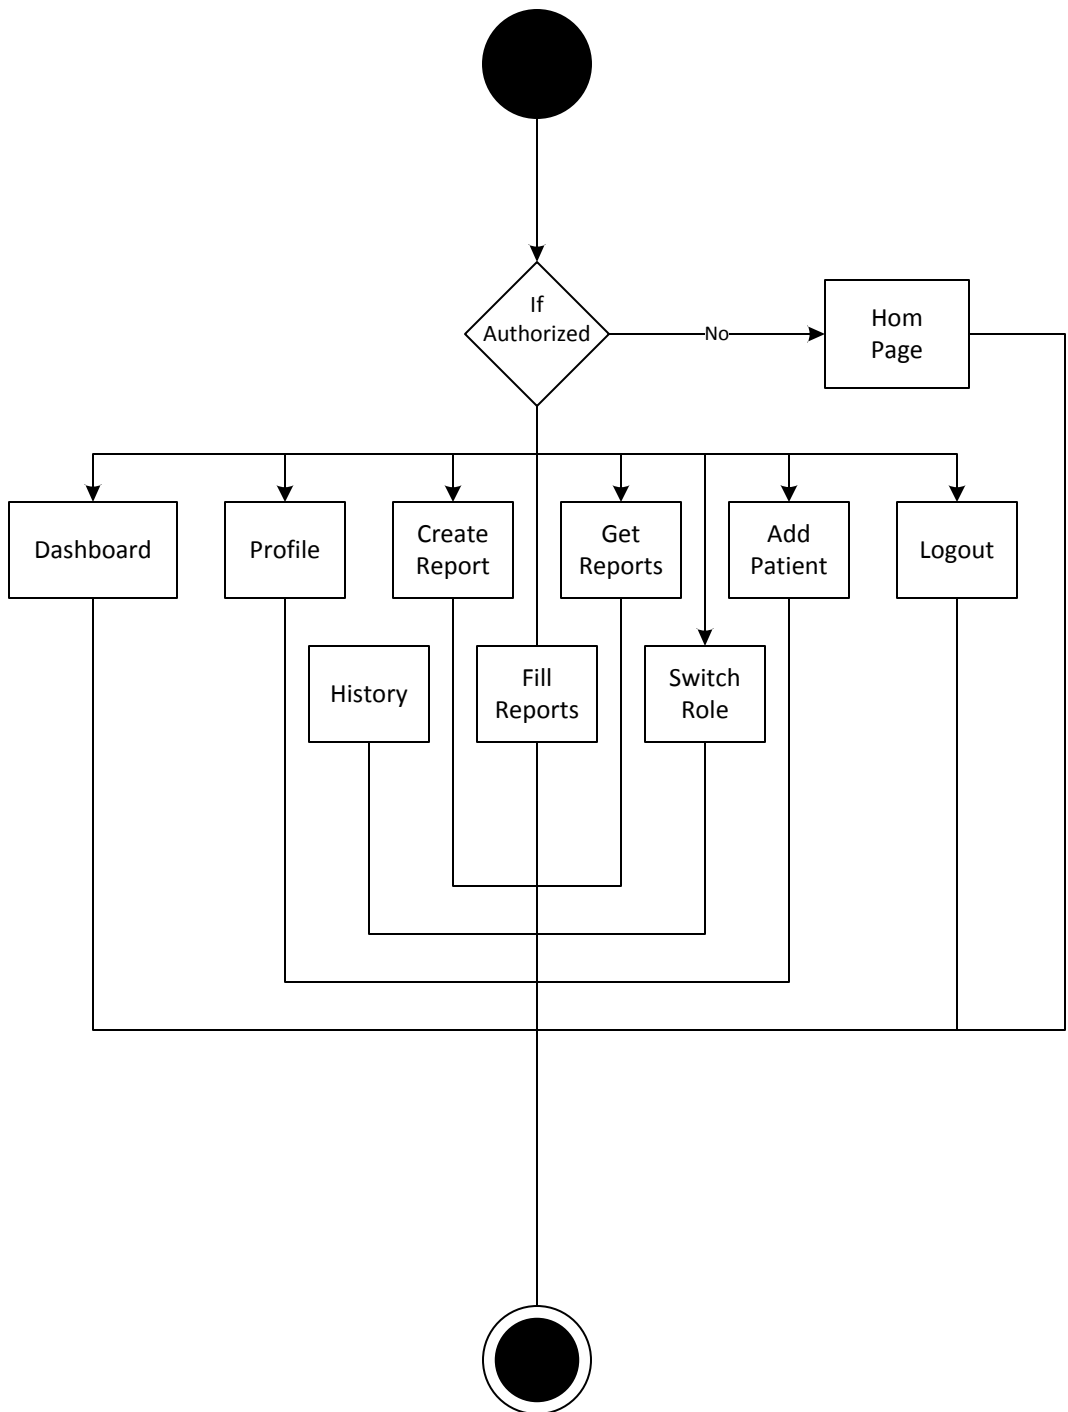 If
Authorized
No
Hom
Page
Dashboard
Profile
Create
Report
Get
Reports
Add
Patient
Logout
History
Fill
Reports
Switch
Role